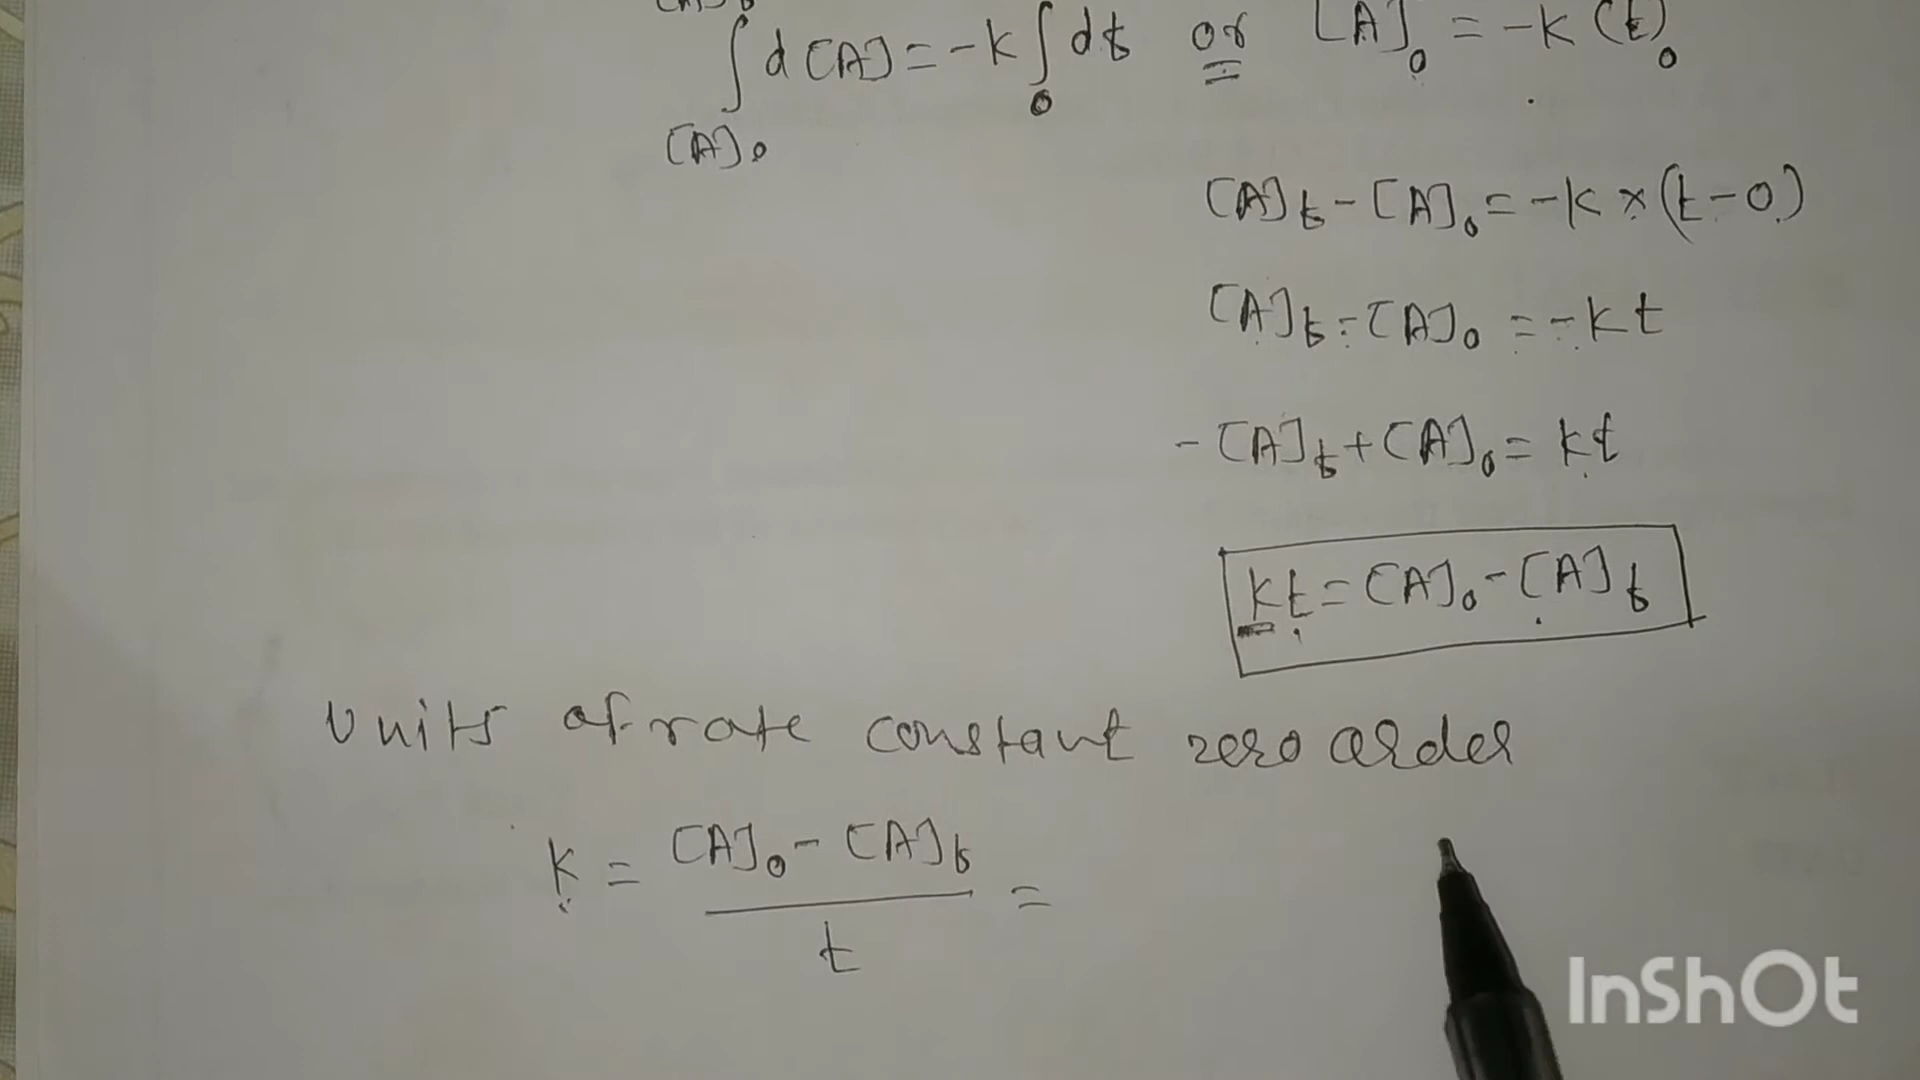 ∫d[A]=-k∫dt or [A]₀ = -k(t)₀
[A]₀ 0
[A]t-[A]₀=-k×(t-0)
[A]t-[A]₀=-kt
-[A]t+[A]₀=kt
kt=[A]₀-[A]t
Units of rate constant zero order
k = [A]₀-[A]t =
t
InShOt